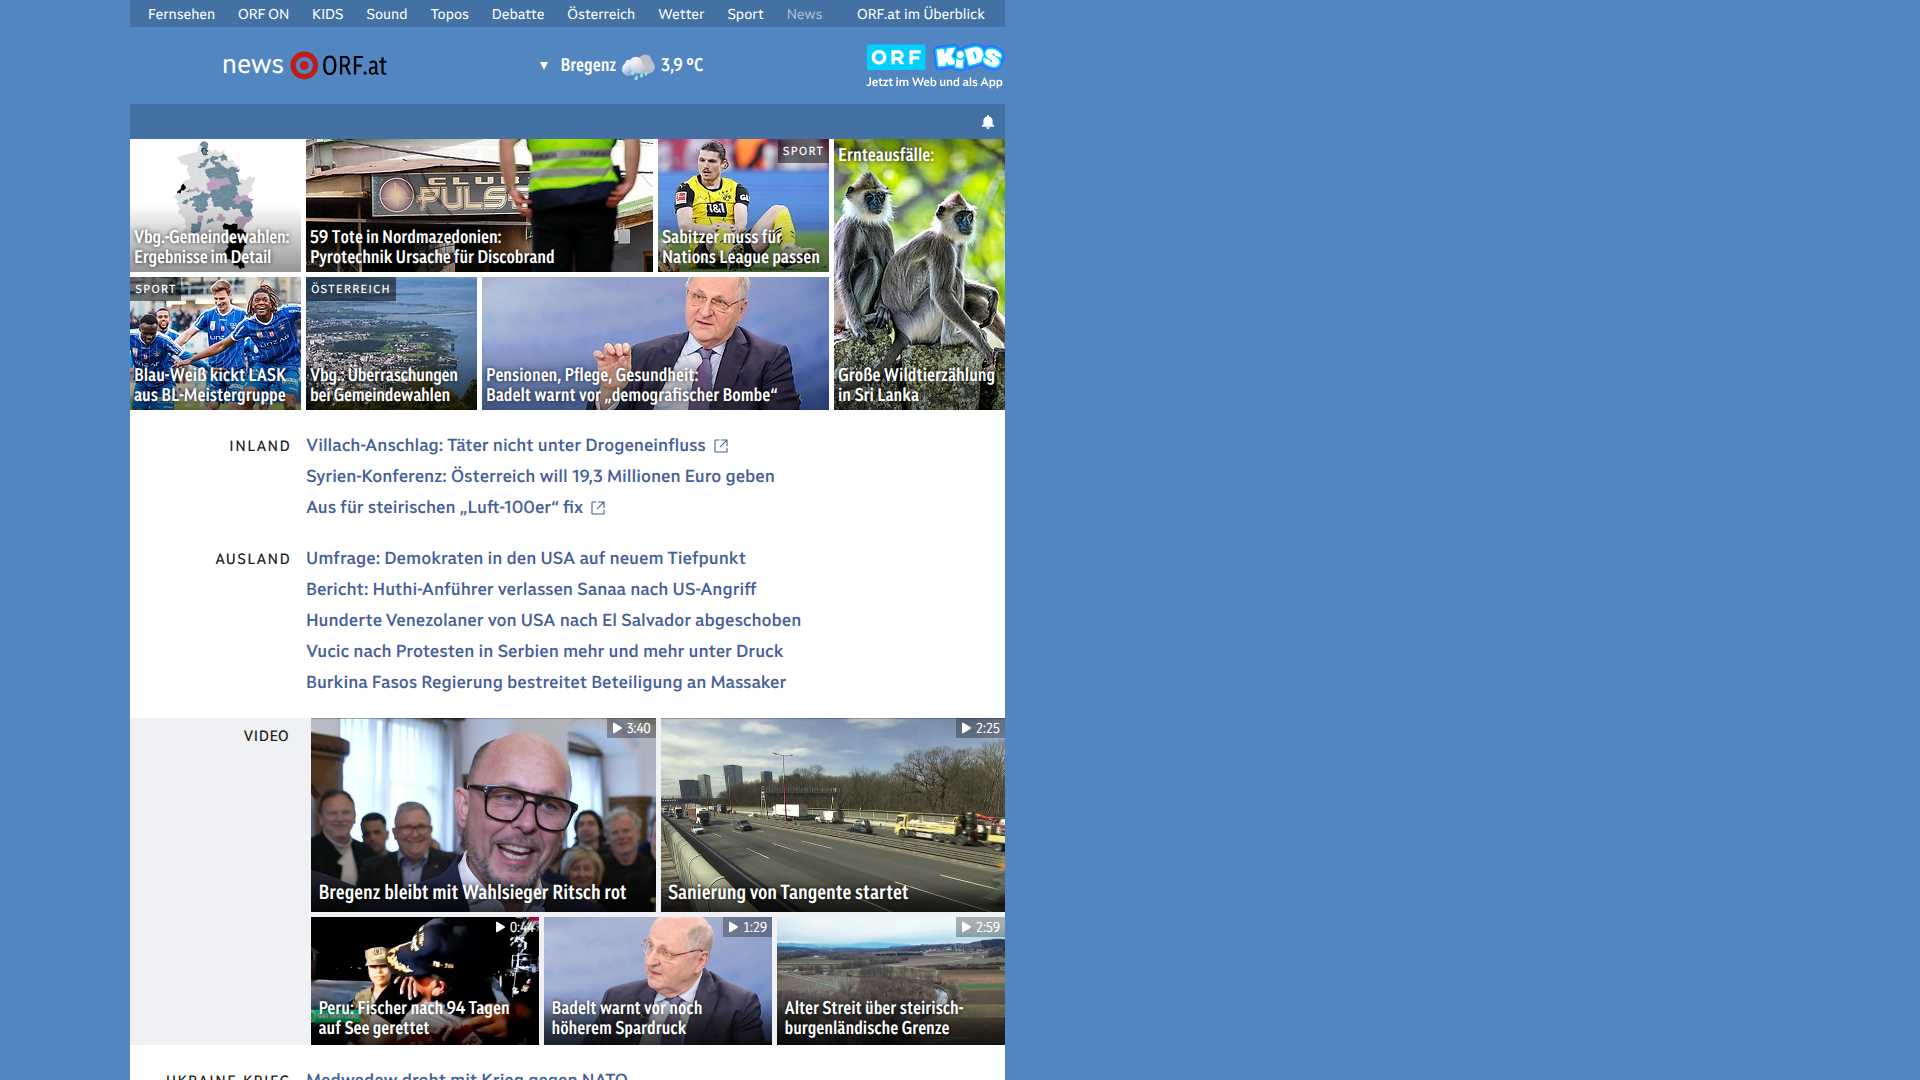 Fernsehen ORF ON KIDS Sound Topos Debatte Österreich Wetter Sport News ORF.at im Überblick
news ORF.at
▼ Bregenz 3,9 °C
ORF KiDS
Jetzt im Web und als App
Vbg.-Gemeindewahlen:
Ergebnisse im Detail
CLUB
PULSE
59 Tote in Nordmazedonien:
Pyrotechnik Ursache für Discobrand
SPORT
Sabitzer muss für
Nations League passen
Ernteausfälle:
Große Wildtierzählung
in Sri Lanka
SPORT
Blau-Weiß kickt LASK
aus BL-Meistergruppe
ÖSTERREICH
Vbg.: Überraschungen
bei Gemeindewahlen
Pensionen, Pflege, Gesundheit:
Badelt warnt vor „demografischer Bombe“
INLAND
Villach-Anschlag: Täter nicht unter Drogeneinfluss
Syrien-Konferenz: Österreich will 19,3 Millionen Euro geben
Aus für steirischen „Luft-100er“ fix
AUSLAND
Umfrage: Demokraten in den USA auf neuem Tiefpunkt
Bericht: Huthi-Anführer verlassen Sanaa nach US-Angriff
Hunderte Venezolaner von USA nach El Salvador abgeschoben
Vucic nach Protesten in Serbien mehr und mehr unter Druck
Burkina Fasos Regierung bestreitet Beteiligung an Massaker
VIDEO
3:40
Bregenz bleibt mit Wahlsieger Ritsch rot
2:25
Sanierung von Tangente startet
0:44
Peru: Fischer nach 94 Tagen
auf See gerettet
1:29
Badelt warnt vor noch
höherem Spardruck
2:59
Alter Streit über steirisch-
burgenländische Grenze
UKRAINE-KRIEG
Medwedew droht mit Krieg gegen NATO